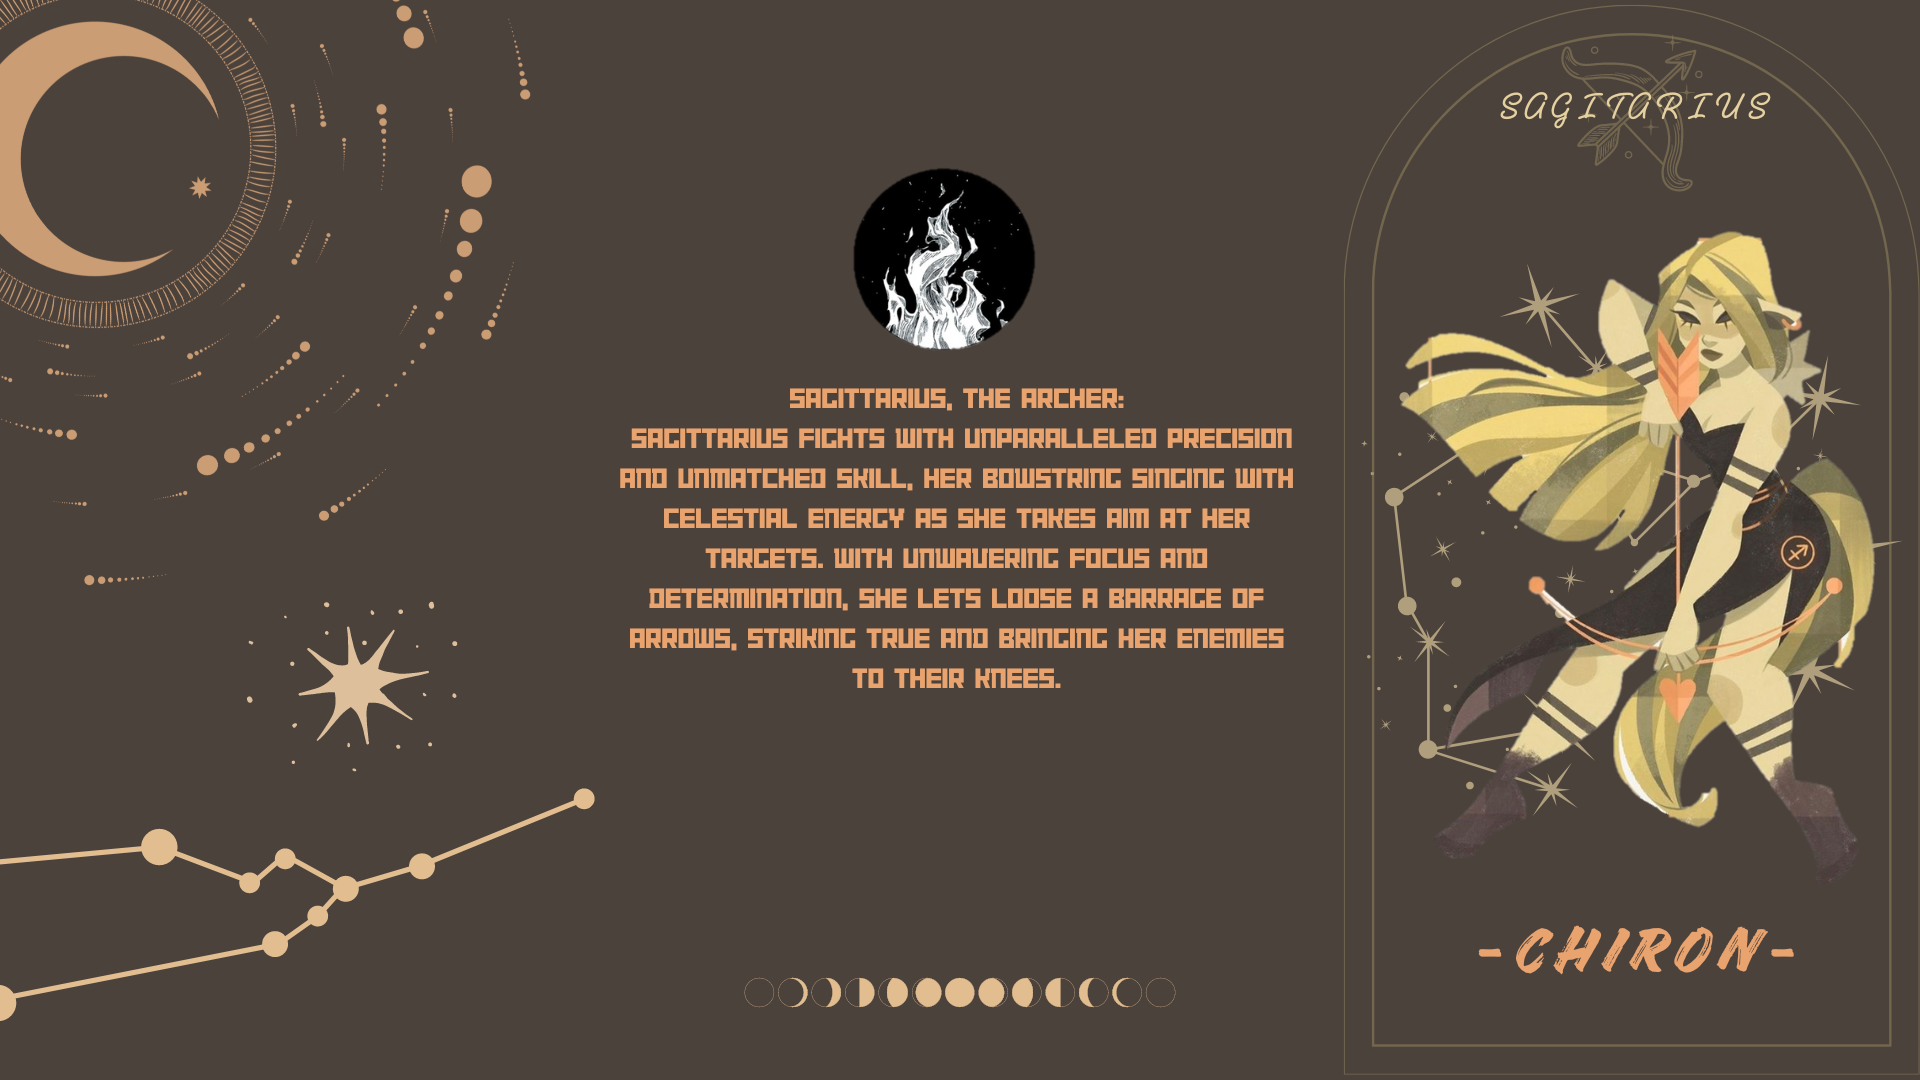 SAGITARIUS
SAGITTARIUS, THE ARCHER:
SAGITTARIUS FIGHTS WITH UNPARALLELED PRECISION
AND UNMATCHED SKILL, HER BOWSTRING SINGING WITH
CELESTIAL ENERGY AS SHE TAKES AIM AT HER
TARGETS. WITH UNWAVERING FOCUS AND
DETERMINATION, SHE LETS LOOSE A BARRAGE OF
ARROWS, STRIKING TRUE AND BRINGING HER ENEMIES
TO THEIR KNEES.
-CHIRON-